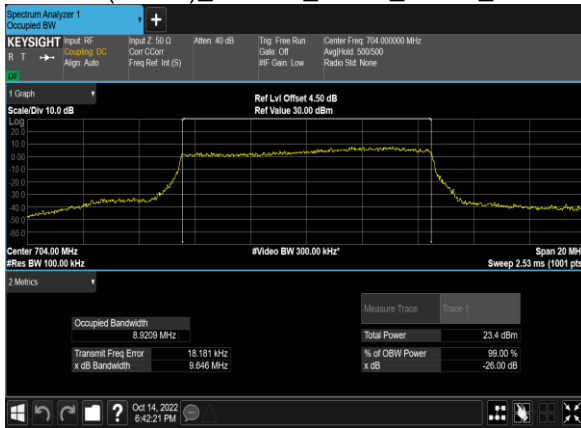 Spectrum Analyzer 1
Occupied BW
+
KEYSIGHT Input: RF Input Z: 50 Ω Atten: 40 dB Trig: Free Run Center Freq: 704.000000 MHz
R T Coupling: DC Corr CCorr Gate: Off Avg|Hold: 500/500
Align: Auto Freq Ref: Int (S) #IF Gain: Low Radio Std: None
1 Graph
Scale/Div 10.0 dB Ref Lvl Offset 4.50 dB
Ref Value 30.00 dBm
Log
20.0
10.0
0.00
-10.0
-20.0
-30.0
-40.0
-50.0
-60.0
Center 704.00 MHz #Video BW 300.00 kHz* Span 20 MH
#Res BW 100.00 kHz Sweep 2.53 ms (1001 pts
2 Metrics
Measure Trace Trace 1
Occupied Bandwidth
8.9209 MHz Total Power 23.4 dBm
Transmit Freq Error 18.181 kHz % of OBW Power 99.00 %
x dB Bandwidth 9.646 MHz x dB -26.00 dB
? Oct 14, 2022
6:42:21 PM